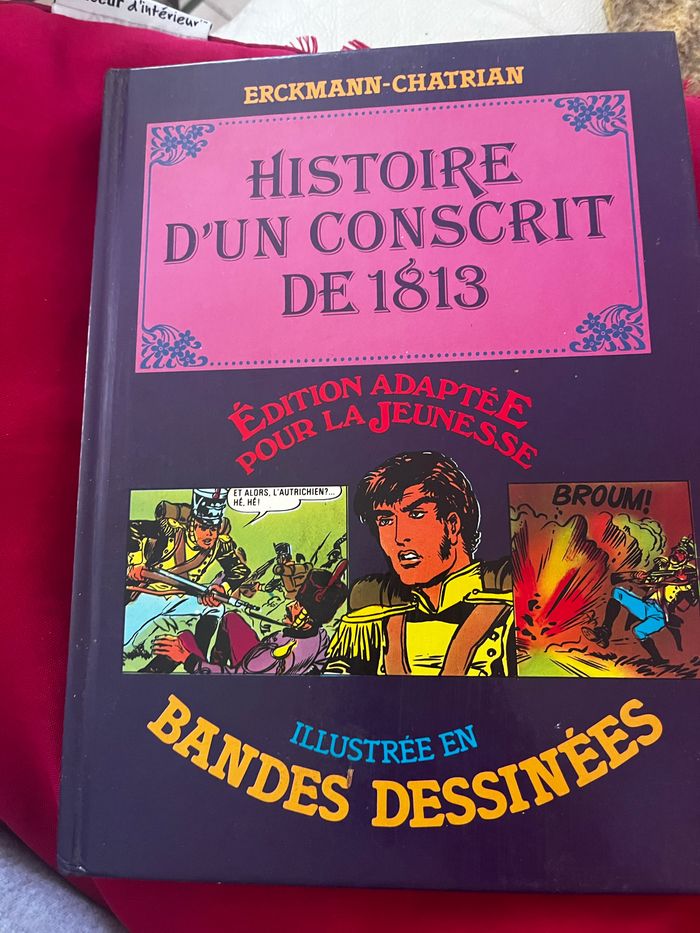 d'intérieur"
ERCKMANN-CHATRIAN
HISTOIRE
D'UN CONSCRIT
DE 1813
ÉDITION ADAPTÉE
POUR LA JEUNESSE
ET ALORS, L'AUTRICHIEN?...
HÉ, HÉ!
BROUM!
ILLUSTRÉE EN
BANDES DESSINÉES